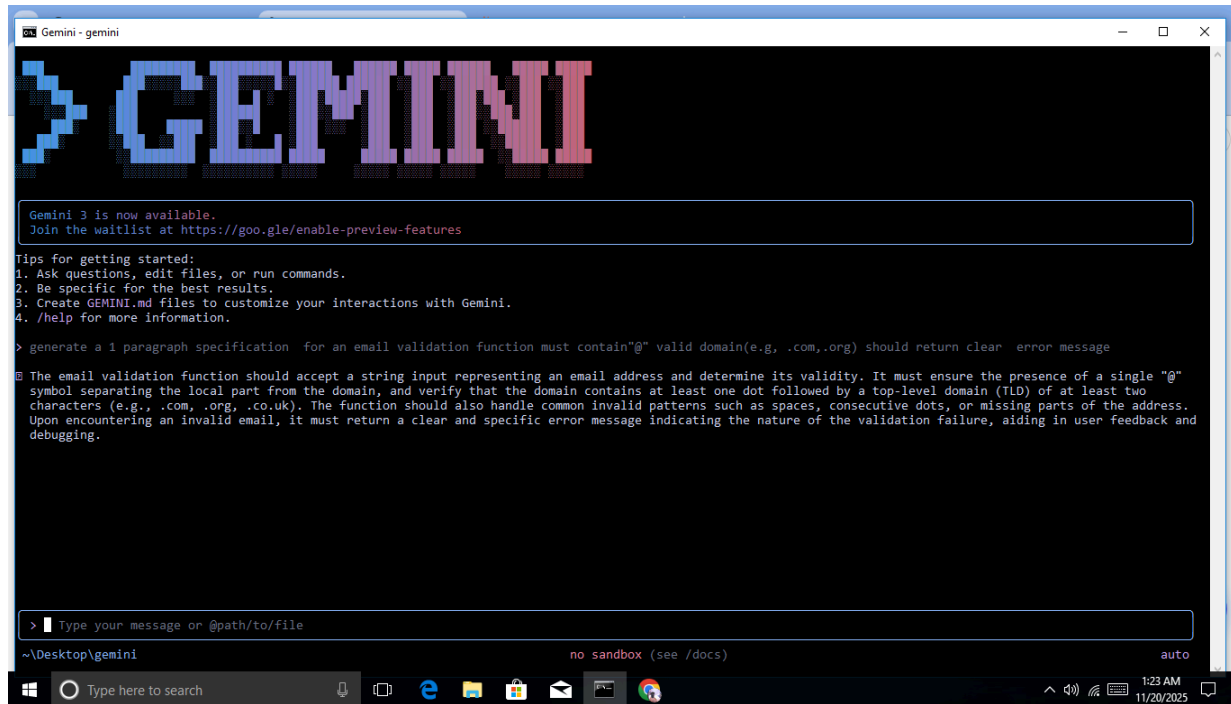 Gemini - gemini
> GEMINI
Gemini 3 is now available.
Join the waitlist at https://goo.gle/enable-preview-features
Tips for getting started:
1. Ask questions, edit files, or run commands.
2. Be specific for the best results.
3. Create GEMINI.md files to customize your interactions with Gemini.
4. /help for more information.
> generate a 1 paragraph specification  for an email validation function must contain"@" valid domain(e.g, .com,.org) should return clear  error message
The email validation function should accept a string input representing an email address and determine its validity. It must ensure the presence of a single "@"
symbol separating the local part from the domain, and verify that the domain contains at least one dot followed by a top-level domain (TLD) of at least two
characters (e.g., .com, .org, .co.uk). The function should also handle common invalid patterns such as spaces, consecutive dots, or missing parts of the address.
Upon encountering an invalid email, it must return a clear and specific error message indicating the nature of the validation failure, aiding in user feedback and
debugging.
> Type your message or @path/to/file
~\Desktop\gemini no sandbox (see /docs) auto
Type here to search
1:23 AM
11/20/2025